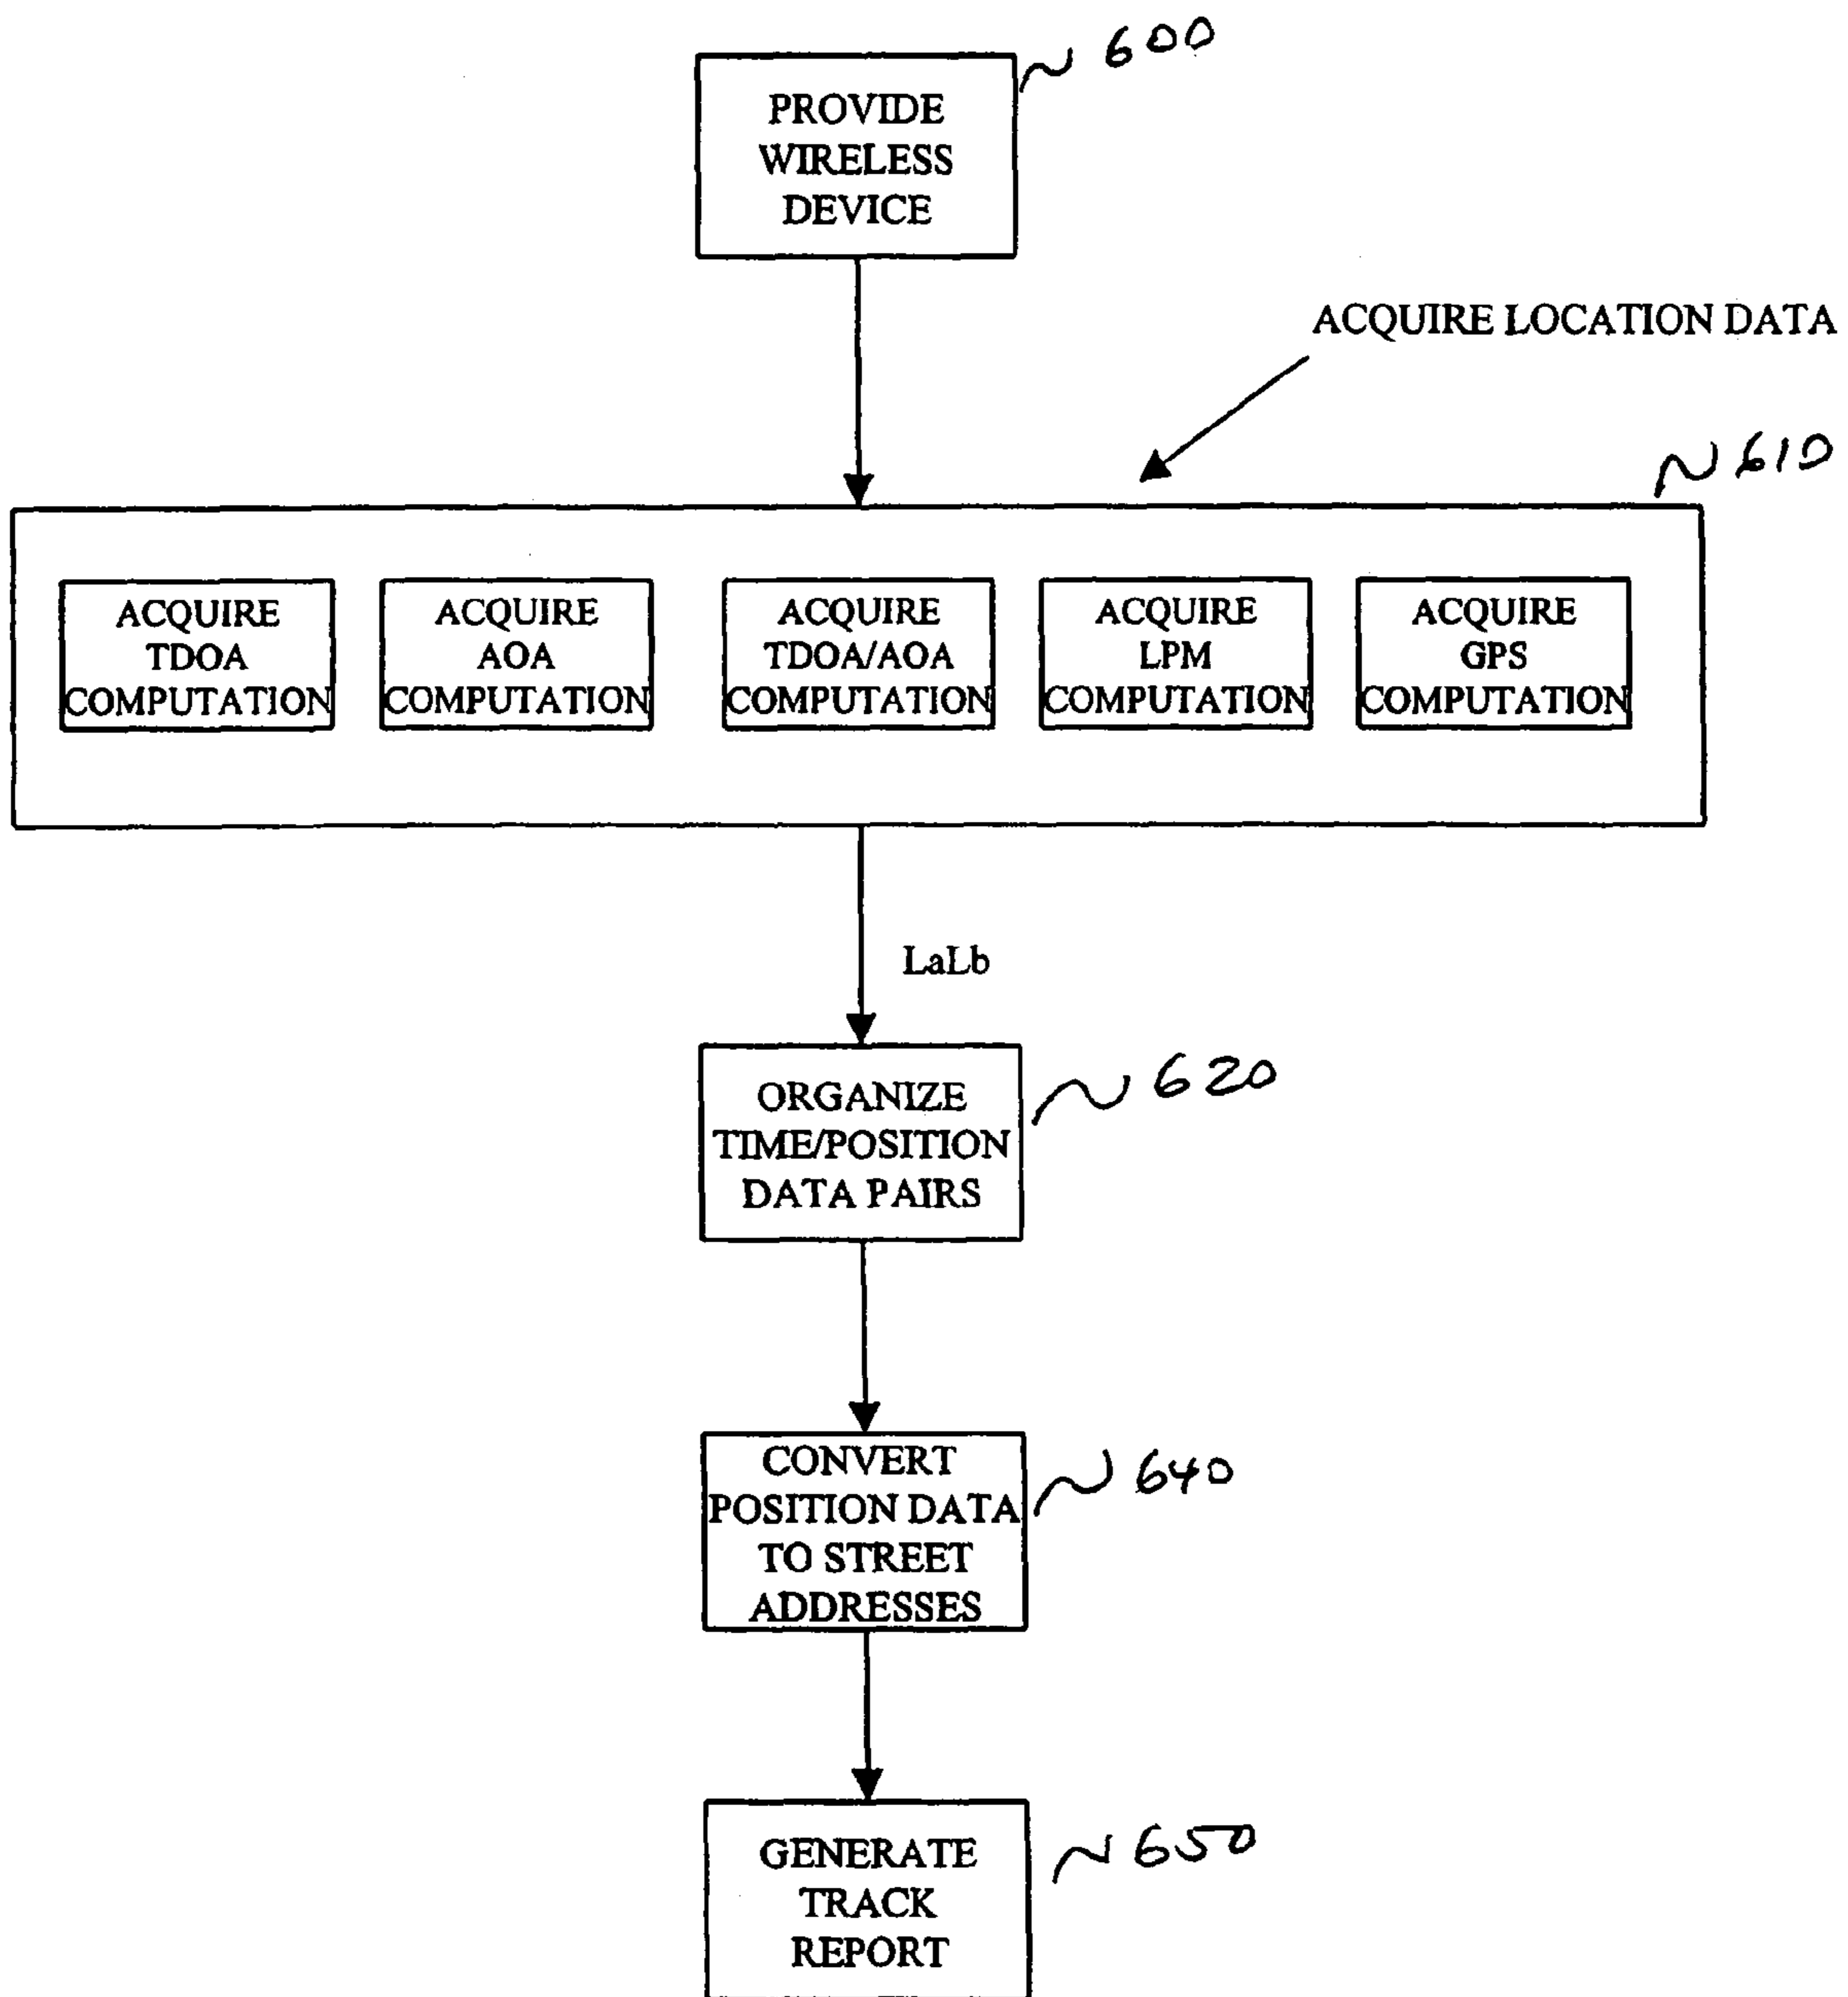 600
PROVIDE
WIRELESS
DEVICE
ACQUIRE LOCATION DATA
610
ACQUIRE
TDOA
COMPUTATION
ACQUIRE
AOA
COMPUTATION
ACQUIRE
TDOA/AOA
COMPUTATION
ACQUIRE
LPM
COMPUTATION
ACQUIRE
GPS
COMPUTATION
LaLb
ORGANIZE
TIME/POSITION
DATA PAIRS
620
CONVERT
POSITION DATA
TO STREET
ADDRESSES
640
GENERATE
TRACK
REPORT
650